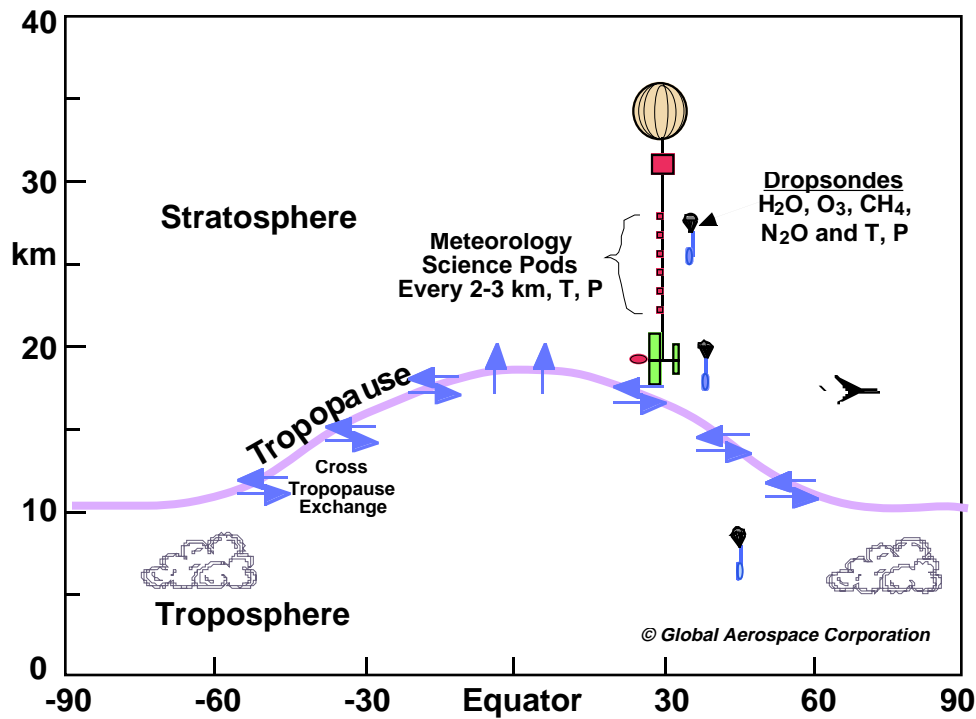 40
30
km
20
10
0
Stratosphere
Dropsondes
H₂O, O₃, CH₄,
N₂O and T, P
Meteorology
Science Pods
Every 2-3 km, T, P
Tropopause
Cross
Tropopause
Exchange
Troposphere
© Global Aerospace Corporation
-90 -60 -30 Equator 30 60 90